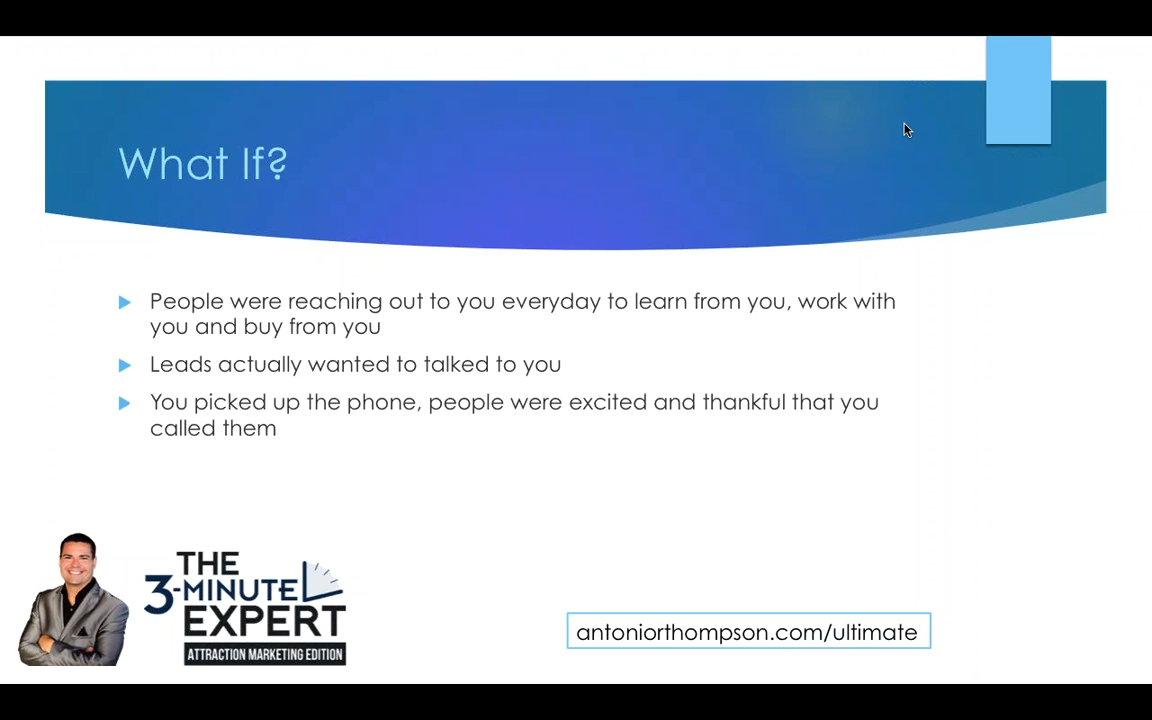 What If?
People were reaching out to you everyday to learn from you, work with
you and buy from you
Leads actually wanted to talked to you
You picked up the phone, people were excited and thankful that you
called them
THE
3-MINUTE
EXPERT
ATTRACTION MARKETING EDITION
antoniorthompson.com/ultimate